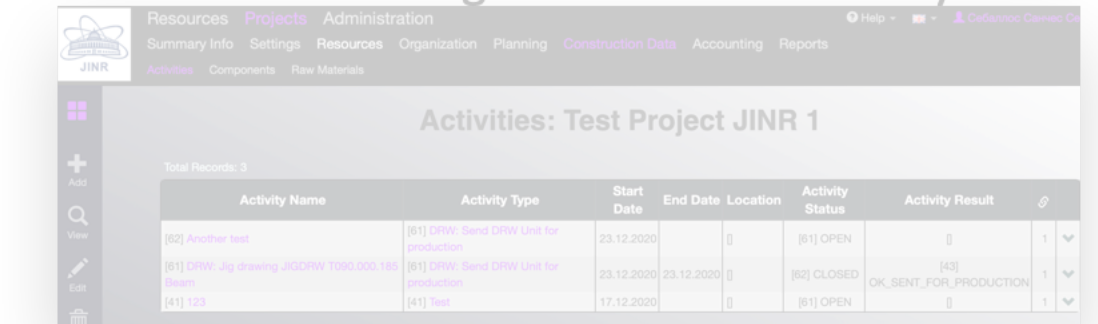 Resources Projects Administration Help
Summary Info Settings Resources Organization Planning Construction Data Accounting Reports
JINR
Activities Components Raw Materials
Activities: Test Project JINR 1
Total Records: 3
Add
View
Edit
Activity Name Activity Type Start Date End Date Location Activity Status Activity Result
[62] Another test [61] DRW: Send DRW Unit for production 23.12.2020 [] [61] OPEN [] 1
[61] DRW: Jig drawing JIGDRW T090.000.185 Beam [61] DRW: Send DRW Unit for production 23.12.2020 23.12.2020 [] [62] CLOSED [43] OK_SENT_FOR_PRODUCTION 1
[41] 123 [41] Test 17.12.2020 [] [61] OPEN [] 1